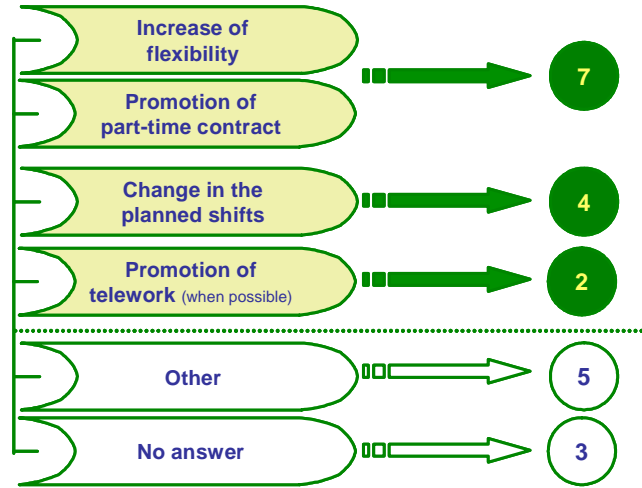 Increase of
flexibility
7
Promotion of
part-time contract
Change in the
planned shifts
4
Promotion of
telework (when possible)
2
Other
5
No answer
3